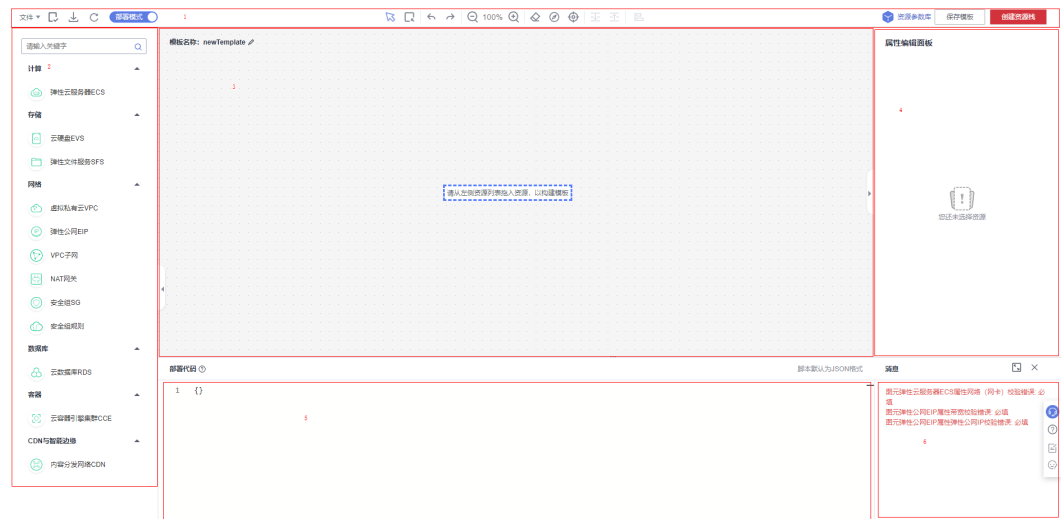 文件 部署模式 1 100% 资源参数库 保存模板 创建资源栈
请输入关键字
计算 2
弹性云服务器ECS
存储
云硬盘EVS
弹性文件服务SFS
网络
虚拟私有云VPC
弹性公网EIP
VPC子网
NAT网关
安全组SG
安全组规则
数据库
云数据库RDS
容器
云容器引擎集群CCE
CDN与智能边缘
内容分发网络CDN
模板名称：newTemplate
3
请从左侧资源列表拖入资源，以构建模板
属性编辑面板
4
您还未选择资源
部署代码 脚本默认为JSON格式
1 {}
5
消息
图元弹性云服务器ECS属性网络（网卡）校验错误: 必
填
图元弹性公网EIP属性带宽校验错误: 必填
图元弹性公网EIP属性弹性公网IP校验错误: 必填
6